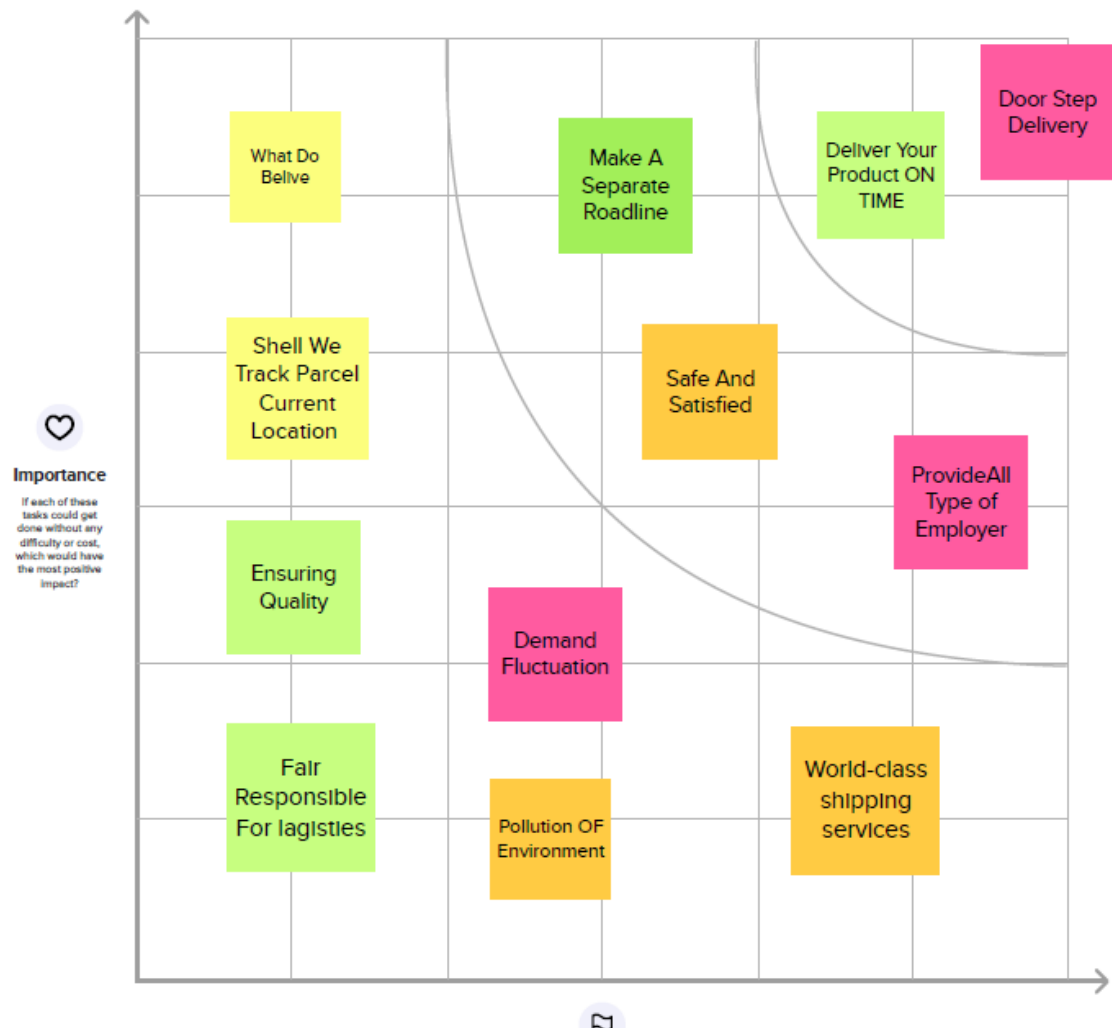 Door Step
Delivery
What Do
Belive
Make A
Separate
Roadline
Deliver Your
Product ON
TIME
Shell We
Track Parcel
Current
Location
Safe And
Satisfied
Importance
If each of these
tasks could get
done without any
difficulty or cost,
which would have
the most positive
impact?
ProvideAll
Type of
Employer
Ensuring
Quality
Demand
Fluctuation
Fair
Responsible
For lagisties
Pollution OF
Environment
World-class
shipping
services